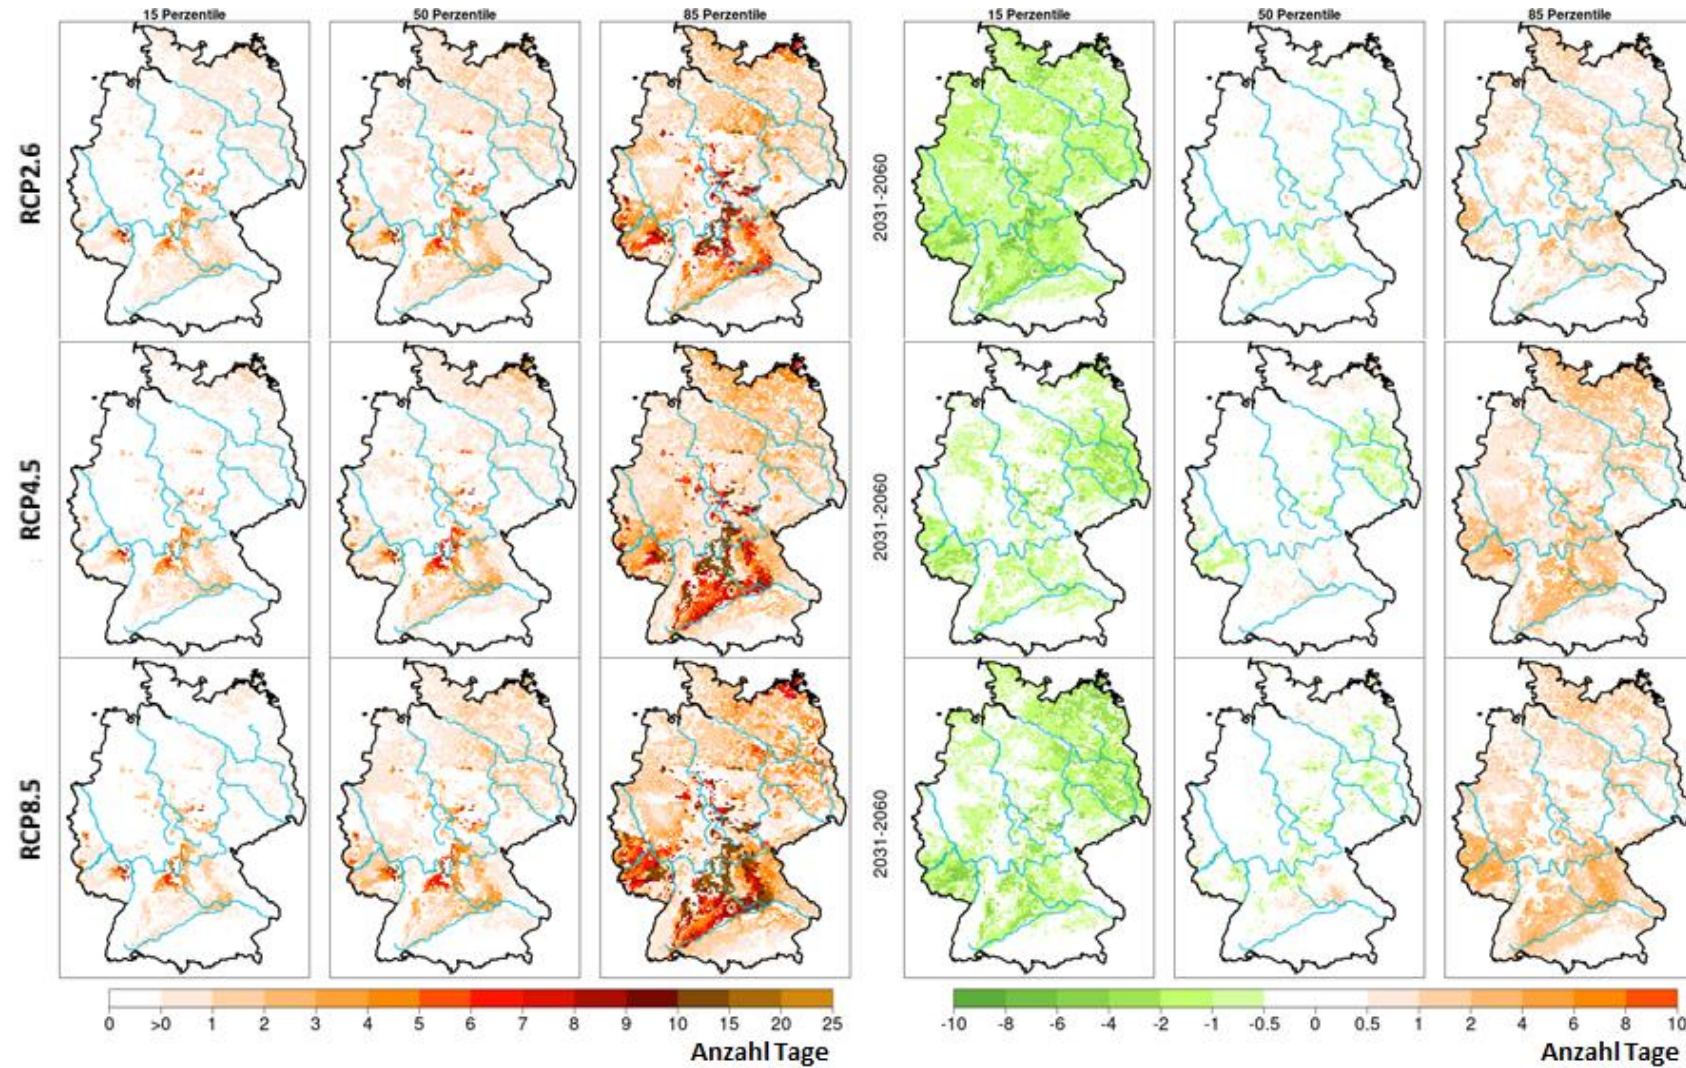 15 Perzentile 50 Perzentile 85 Perzentile 15 Perzentile 50 Perzentile 85 Perzentile
RCP2.6
2031-2060
RCP4.5
2031-2060
RCP8.5
2031-2060
0 >0 1 2 3 4 5 6 7 8 9 10 15 20 25
-10 -8 -6 -4 -2 -1 -0.5 0 0.5 1 2 4 6 8 10
Anzahl Tage Anzahl Tage